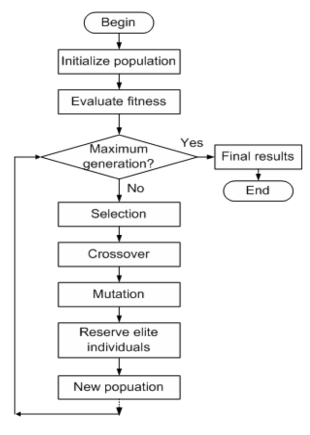 Begin
Initialize population
Evaluate fitness
Maximum
generation?
Yes
Final results
End
No
Selection
Crossover
Mutation
Reserve elite
individuals
New popuation